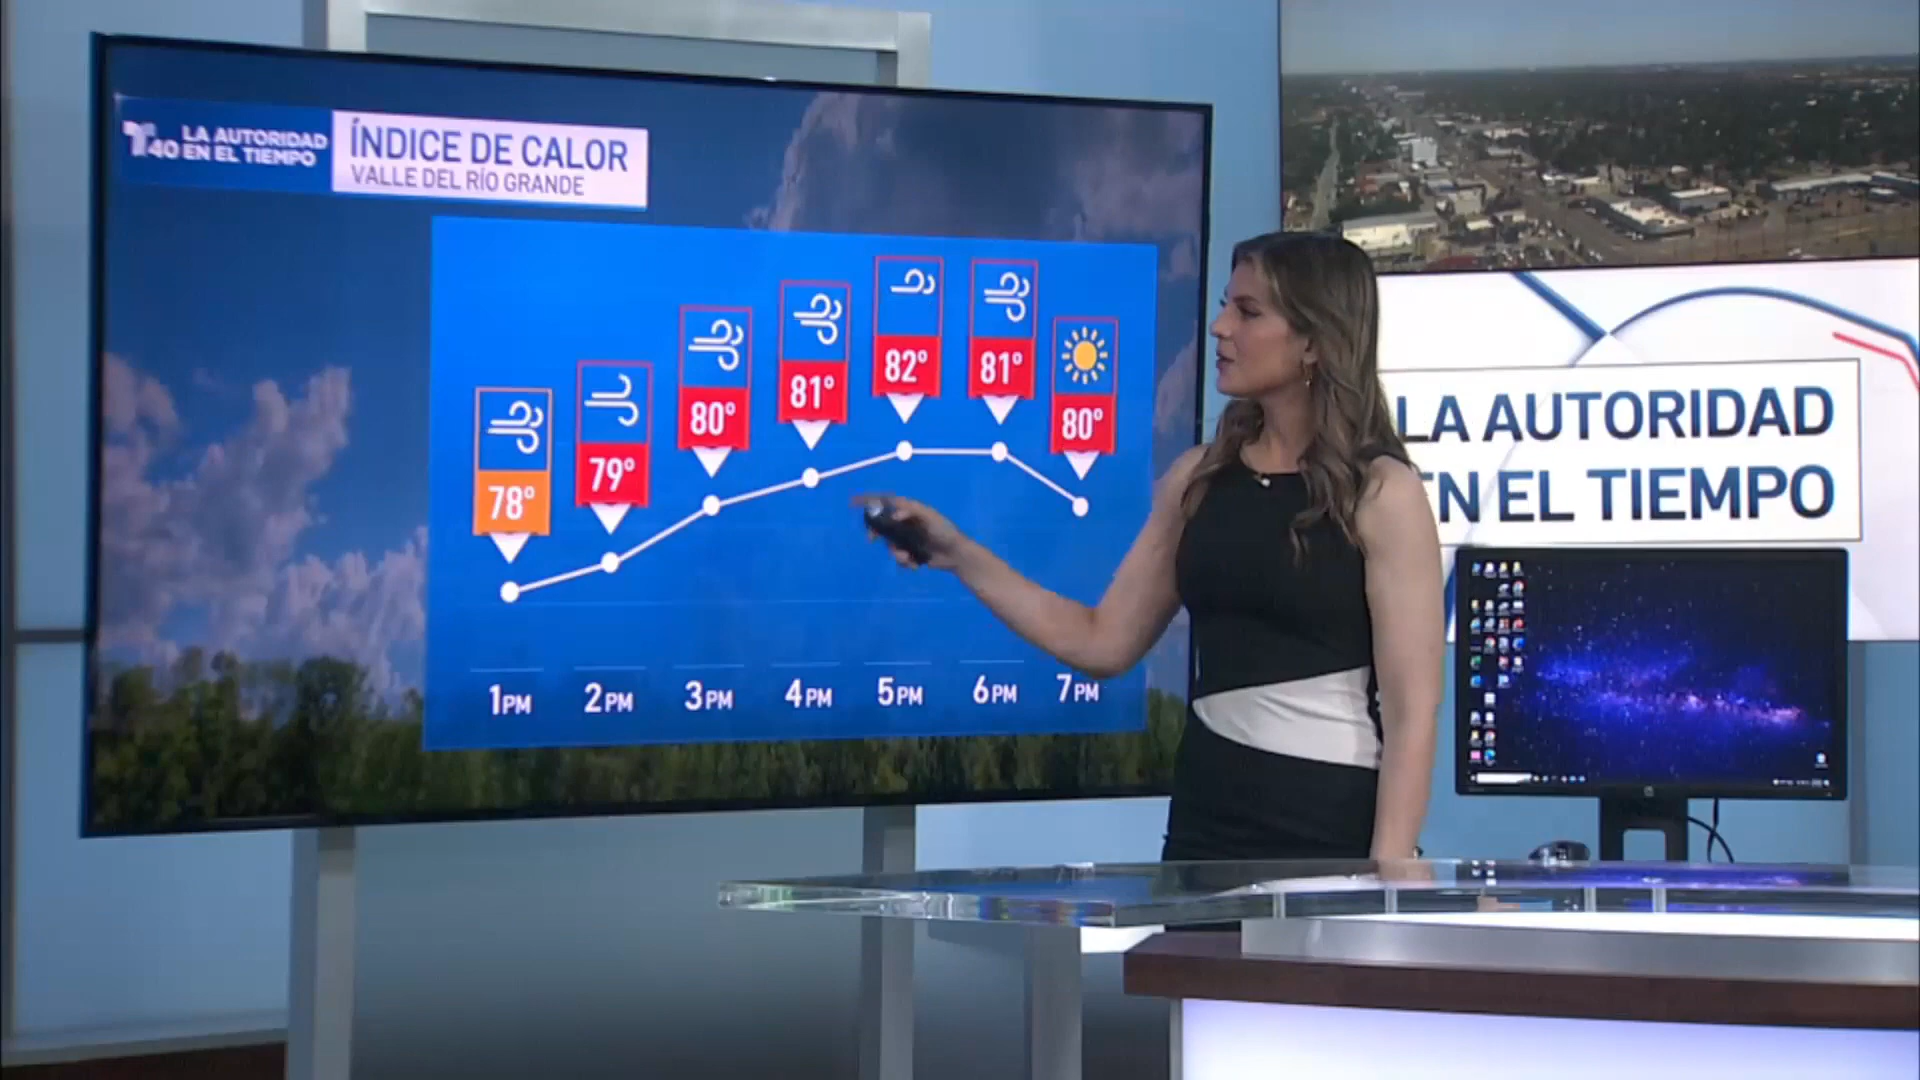 LA AUTORIDAD
40 EN EL TIEMPO
ÍNDICE DE CALOR
VALLE DEL RÍO GRANDE
78° 79° 80° 81° 82° 81° 80°
1PM 2PM 3PM 4PM 5PM 6PM 7PM
LA AUTORIDAD
EN EL TIEMPO